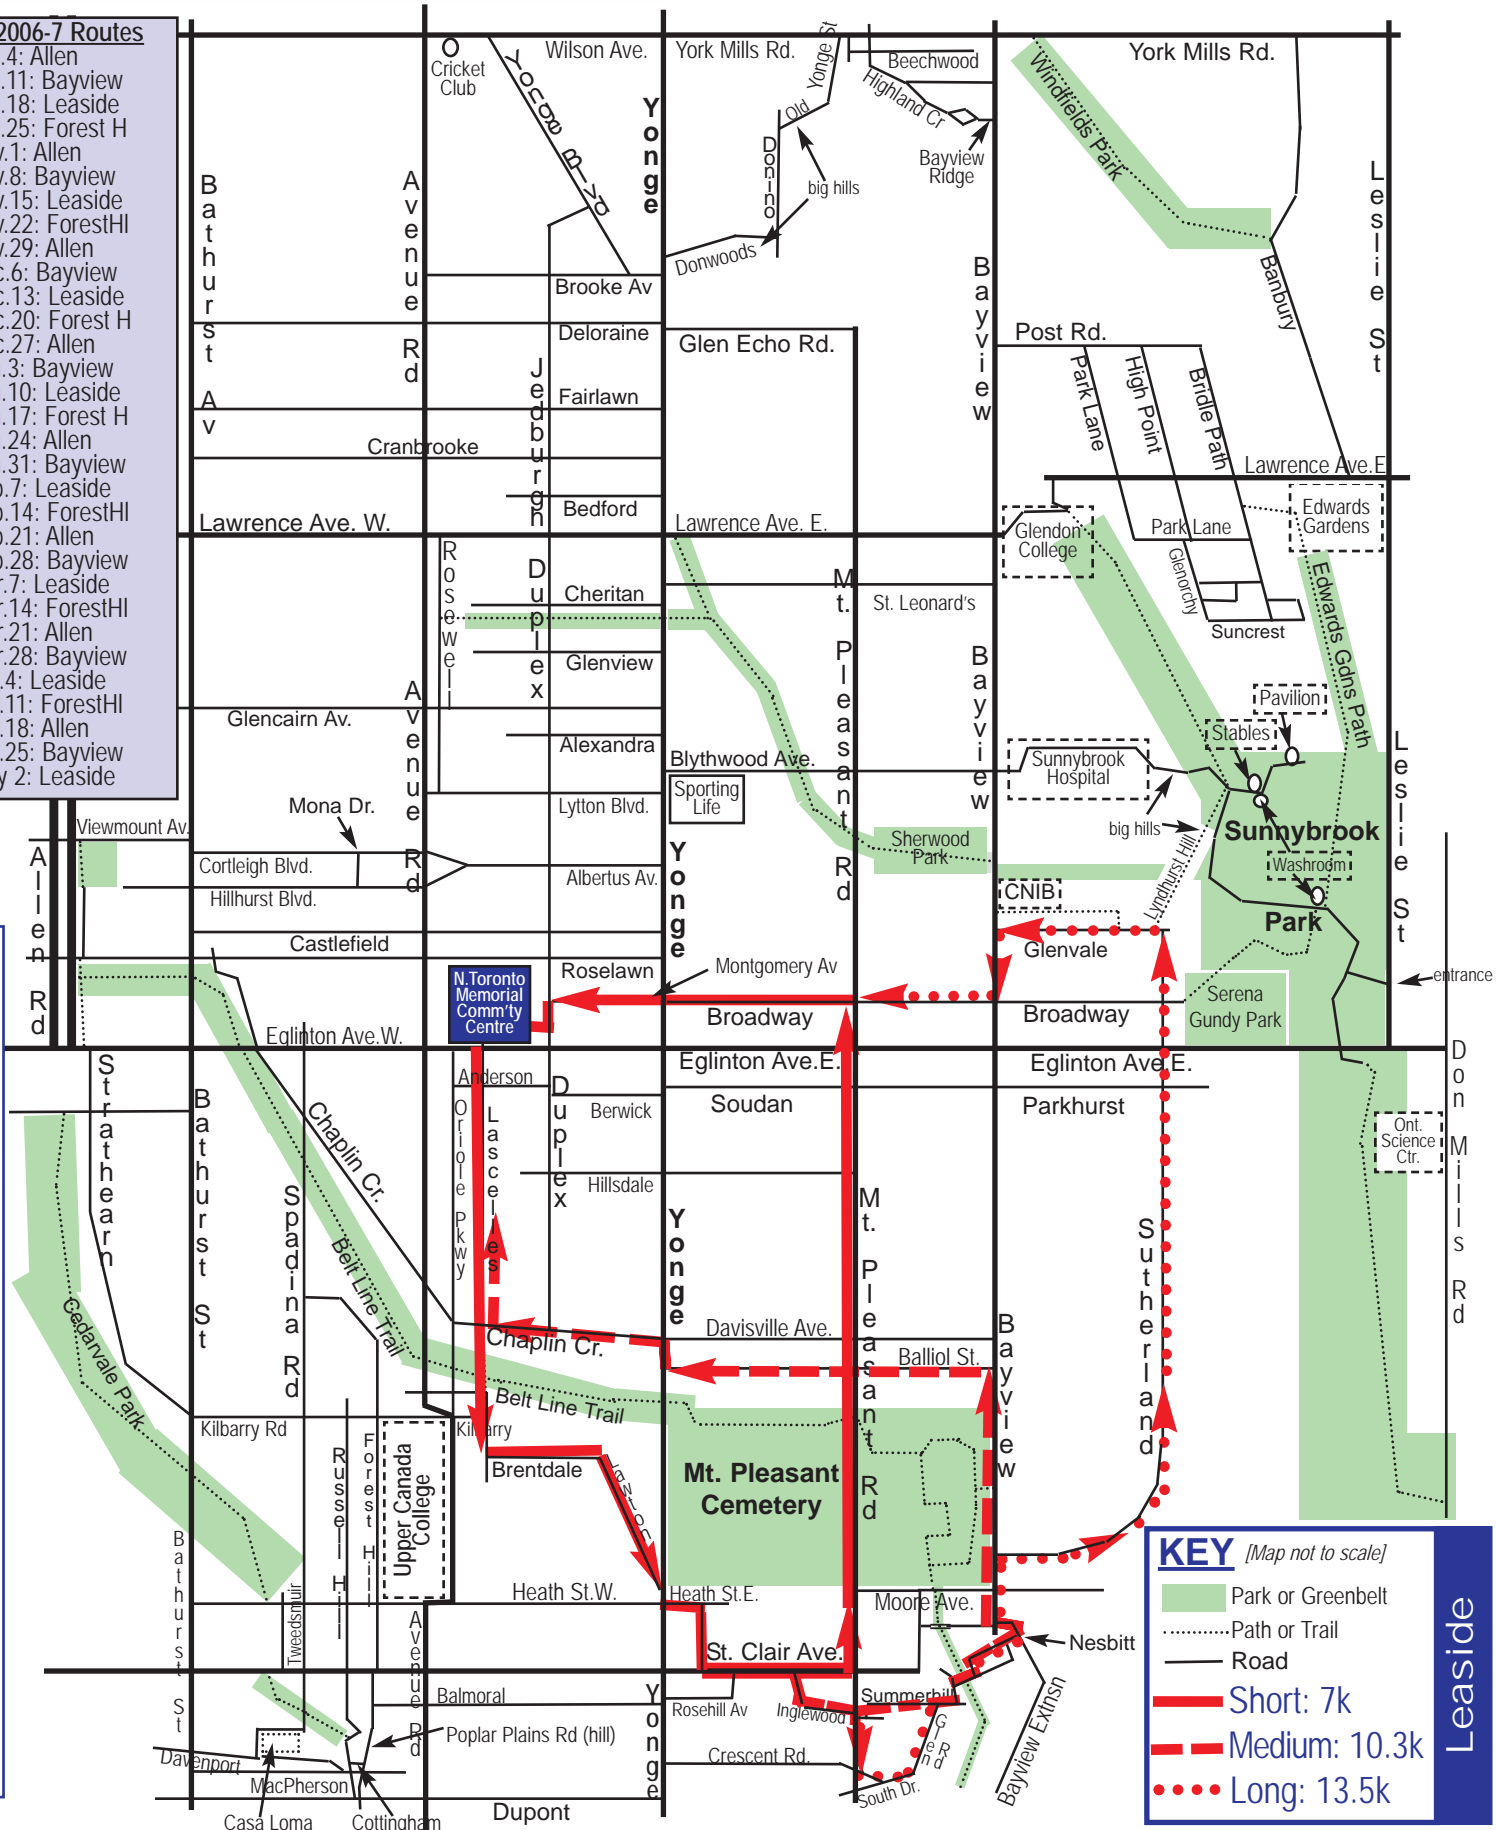 2006-7 Routes
.4: Allen
.11: Bayview
.18: Leaside
.25: Forest H
.1: Allen
.8: Bayview
.15: Leaside
.22: ForestHl
.29: Allen
.6: Bayview
.13: Leaside
.20: Forest H
.27: Allen
.3: Bayview
.10: Leaside
.17: Forest H
.24: Allen
.31: Bayview
.7: Leaside
.14: ForestHl
.21: Allen
.28: Bayview
.7: Leaside
.14: ForestHl
.21: Allen
.28: Bayview
.4: Leaside
.11: ForestHl
.18: Allen
.25: Bayview
y 2: Leaside
Cricket
Club
Yonge Blvd
Wilson Ave.
York Mills Rd.
Old Yonge St
Beechwood
Highland Cr
Bayview
Ridge
York Mills Rd.
Windfields Park
Bathurst Av
Avenue Rd
Yonge
Donino
big hills
Donwoods
Bayview
Banbury
Leslie St
Brooke Av
Deloraine
Glen Echo Rd.
Post Rd.
Park Lane
High Point
Bridle Path
Jedburgh
Fairlawn
Cranbrooke
Bedford
Lawrence Ave.E
Lawrence Ave. W.
Lawrence Ave. E.
Glendon
College
Park Lane
Edwards
Gardens
Glenorchy
Rosewell
Duplex
Cheritan
St. Leonard's
Suncrest
Mt. Pleasant Rd
Glenview
Bayview
Edwards Gdns Path
Glencairn Av.
Avenue Rd
Alexandra
Blythwood Ave.
Sunnybrook
Hospital
Pavilion
Stables
Leslie St
Lytton Blvd.
Sporting
Life
Mona Dr.
big hills
Sunnybrook
Park
Washroom
Lyndhurst Hill
Viewmount Av.
Allen Rd
Cortleigh Blvd.
Albertus Av.
Sherwood
Park
Hillhurst Blvd.
Yonge
CNIB
Castlefield
Glenvale
Roselawn
Montgomery Av
entrance
N.Toronto
Memorial
Comm'ty
Centre
Broadway
Broadway
Serena
Gundy Park
Eglinton Ave.W.
Eglinton Ave.E.
Eglinton Ave.E.
Strathearn
Bathurst St
Chaplin Cr.
Anderson
Oriole Pkwy
Lascelles
Duplex
Berwick
Soudan
Parkhurst
Don Mills Rd
Ont.
Science
Ctr.
Hillsdale
Spadina Rd
Belt Line Trail
Yonge
Mt. Pleasant Rd
Sutherland
Cedarvale Park
Chaplin Cr.
Davisville Ave.
Balliol St.
Bayview
Belt Line Trail
Kilbarry Rd
Kilbarry
Russell Hill
Forest Hill
Upper Canada
College
Brentdale
Lawton
Mt. Pleasant
Cemetery
Bathurst St
Tweedsmuir
Heath St.W.
Heath St.E.
Moore Ave.
Avenue Rd
St. Clair Ave.
Nesbitt
Balmoral
Rosehill Av
Inglewood
Summerhill
Glen Rd
Poplar Plains Rd (hill)
Yonge
Crescent Rd.
South Dr.
Bayview Extnsn
Davenport
MacPherson
Casa Loma
Cottingham
Dupont
KEY [Map not to scale]
Park or Greenbelt
Path or Trail
Road
Short: 7k
Medium: 10.3k
Long: 13.5k
Leaside